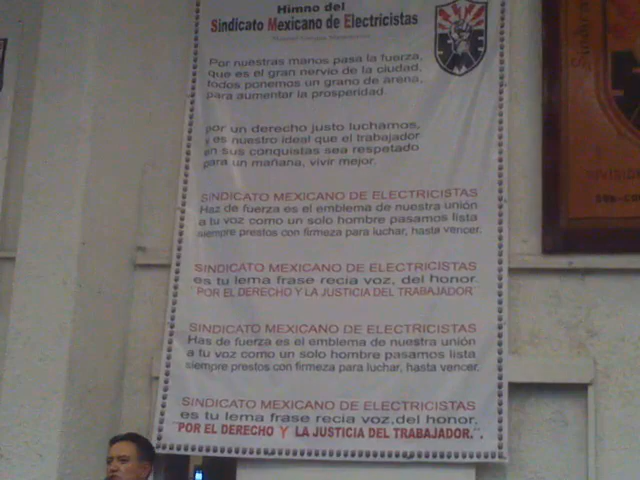 Himno del
Sindicato Mexicano de Electricistas
Por nuestras manos pasa la fuerza,
que es el gran nervio de la ciudad,
todos ponemos un grano de arena,
para aumentar la prosperidad.
por un derecho justo luchamos,
y es nuestro ideal que el trabajador
en sus conquistas sea respetado
para un mañana, vivir mejor.
SINDICATO MEXICANO DE ELECTRICISTAS
Haz de fuerza es el emblema de nuestra unión
a tu voz como un solo hombre pasamos lista
siempre prestos con firmeza para luchar, hasta vencer.
SINDICATO MEXICANO DE ELECTRICISTAS
es tu lema frase recia voz, del honor.
"POR EL DERECHO Y LA JUSTICIA DEL TRABAJADOR"
SINDICATO MEXICANO DE ELECTRICISTAS
Has de fuerza es el emblema de nuestra unión
a tu voz como un solo hombre pasamos lista
siempre prestos con firmeza para luchar, hasta vencer.
SINDICATO MEXICANO DE ELECTRICISTAS
es tu lema frase recia voz,del honor.
"POR EL DERECHO Y LA JUSTICIA DEL TRABAJADOR.".